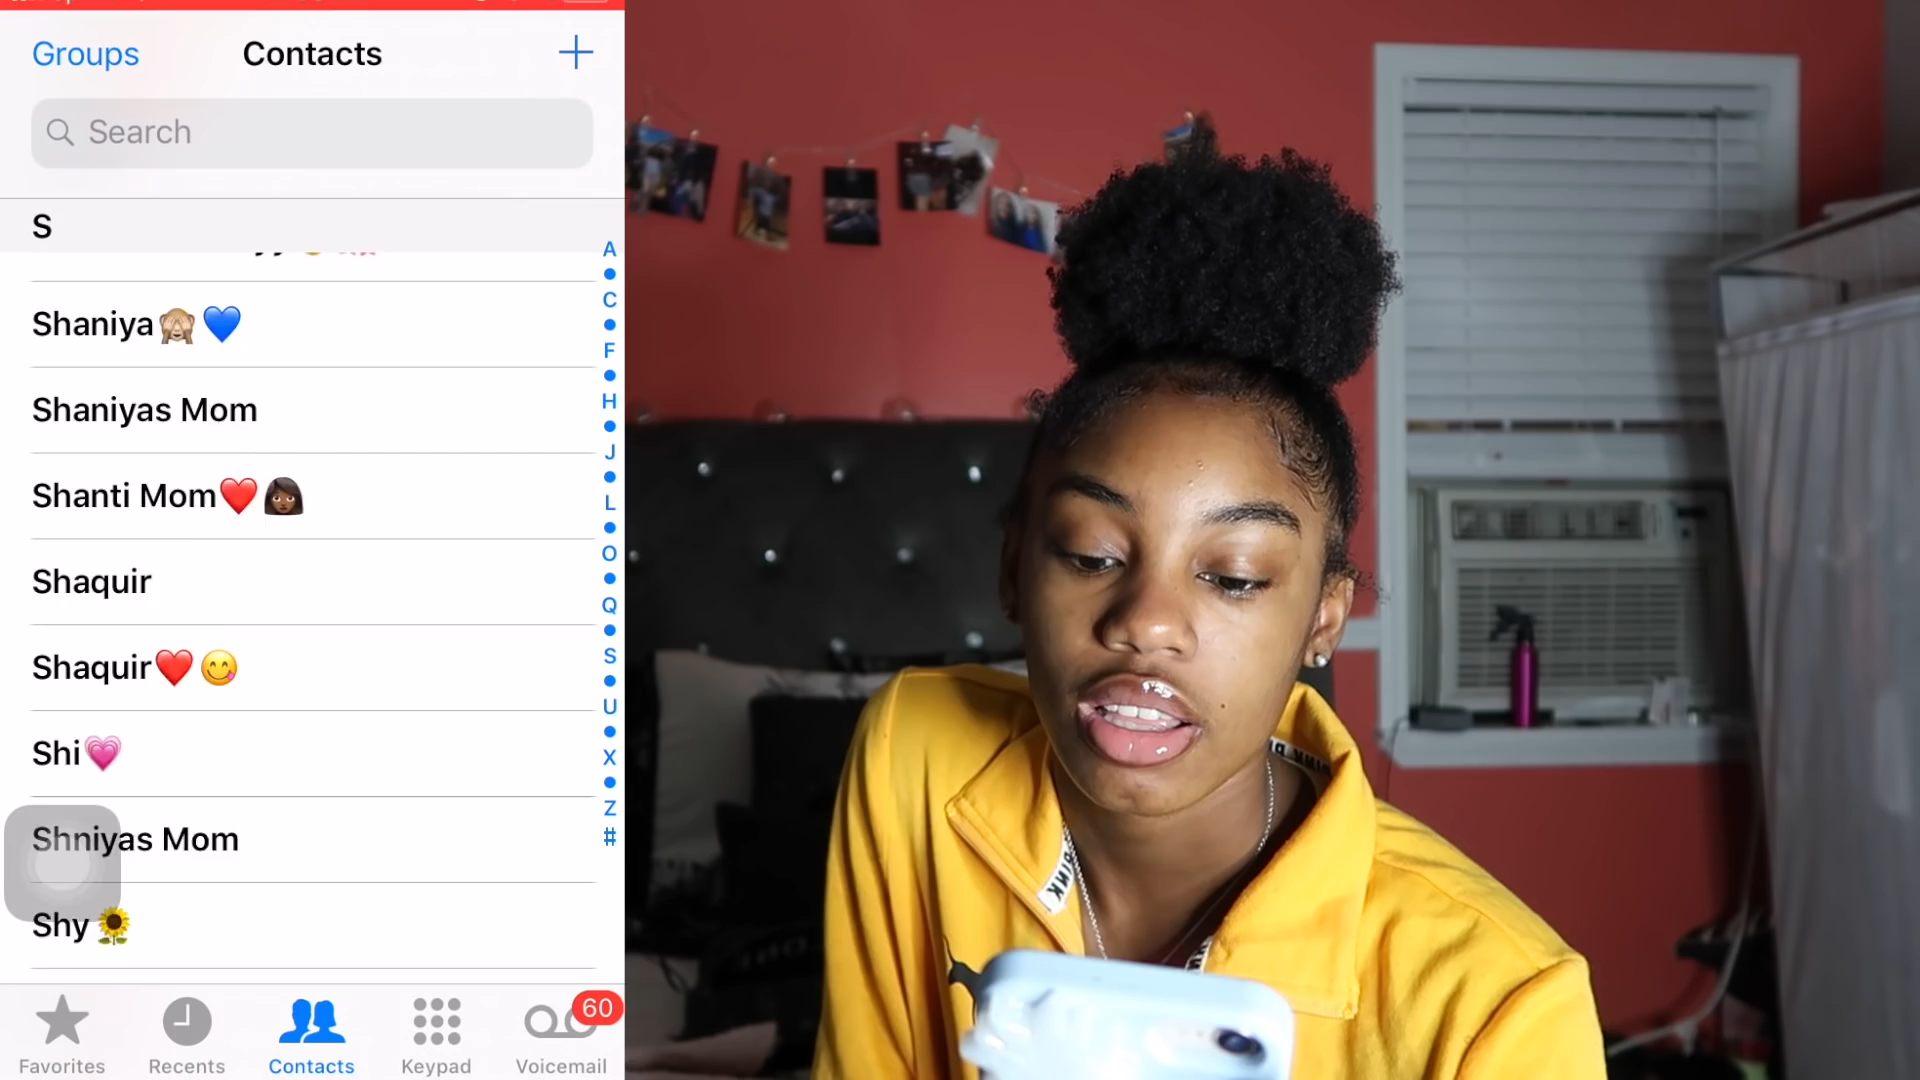 Groups Contacts +
Search
S
Shaniya🙈💙
Shaniyas Mom
Shanti Mom❤️👩🏾
Shaquir
Shaquir❤️😋
Shi💗
Shniyas Mom
Shy🌻
A
C
F
H
J
L
O
Q
S
U
X
Z
#
60
Favorites Recents Contacts Keypad Voicemail
PINK